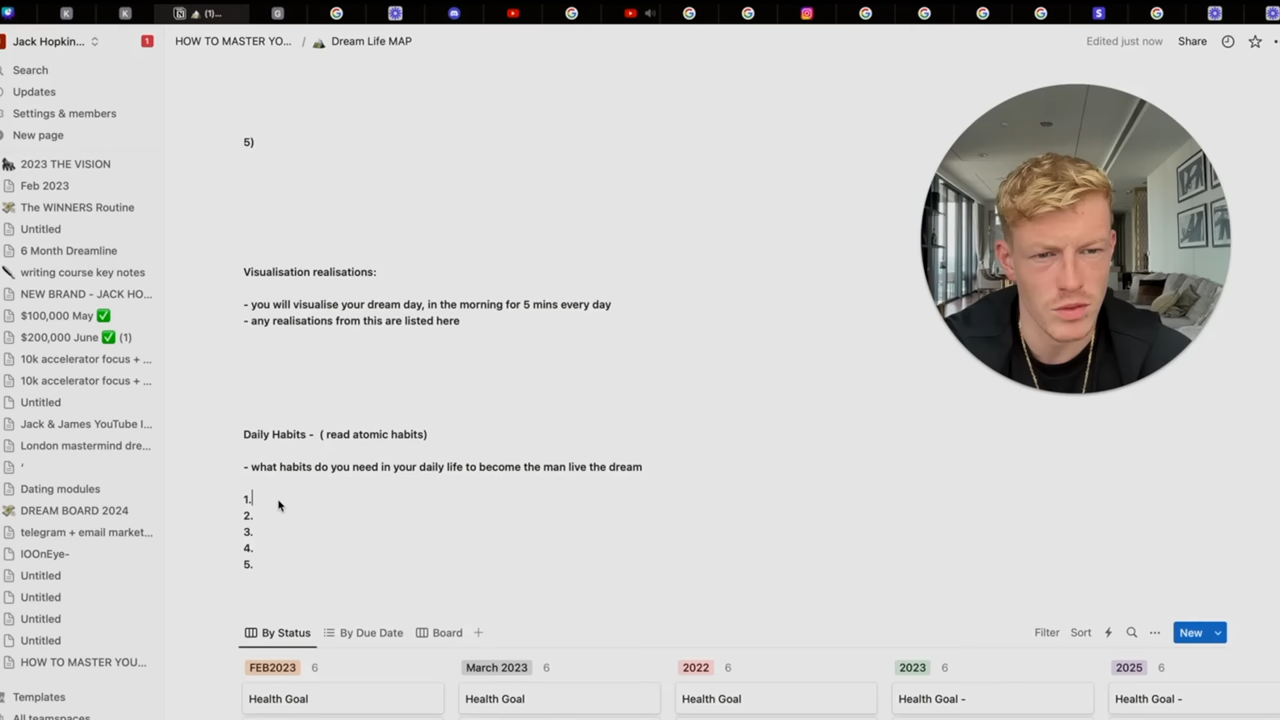 (1)...
Jack Hopkin...
1
HOW TO MASTER YO... / Dream Life MAP
Edited just now
Share
Search
Updates
Settings & members
New page
2023 THE VISION
Feb 2023
The WINNERS Routine
Untitled
6 Month Dreamline
writing course key notes
NEW BRAND - JACK HO...
$100,000 May ✅
$200,000 June ✅ (1)
10k accelerator focus + ...
10k accelerator focus + ...
Untitled
Jack & James YouTube I...
London mastermind dre...
,
Dating modules
DREAM BOARD 2024
telegram + email market...
IOOnEye-
Untitled
Untitled
Untitled
Untitled
HOW TO MASTER YOU...
Templates
All teamspaces
5)
Visualisation realisations:
- you will visualise your dream day, in the morning for 5 mins every day
- any realisations from this are listed here
Daily Habits - ( read atomic habits)
- what habits do you need in your daily life to become the man live the dream
1.
2.
3.
4.
5.
By Status
By Due Date
Board
Filter
Sort
New
FEB2023 6
March 2023 6
2022 6
2023 6
2025 6
Health Goal
Health Goal
Health Goal
Health Goal -
Health Goal -